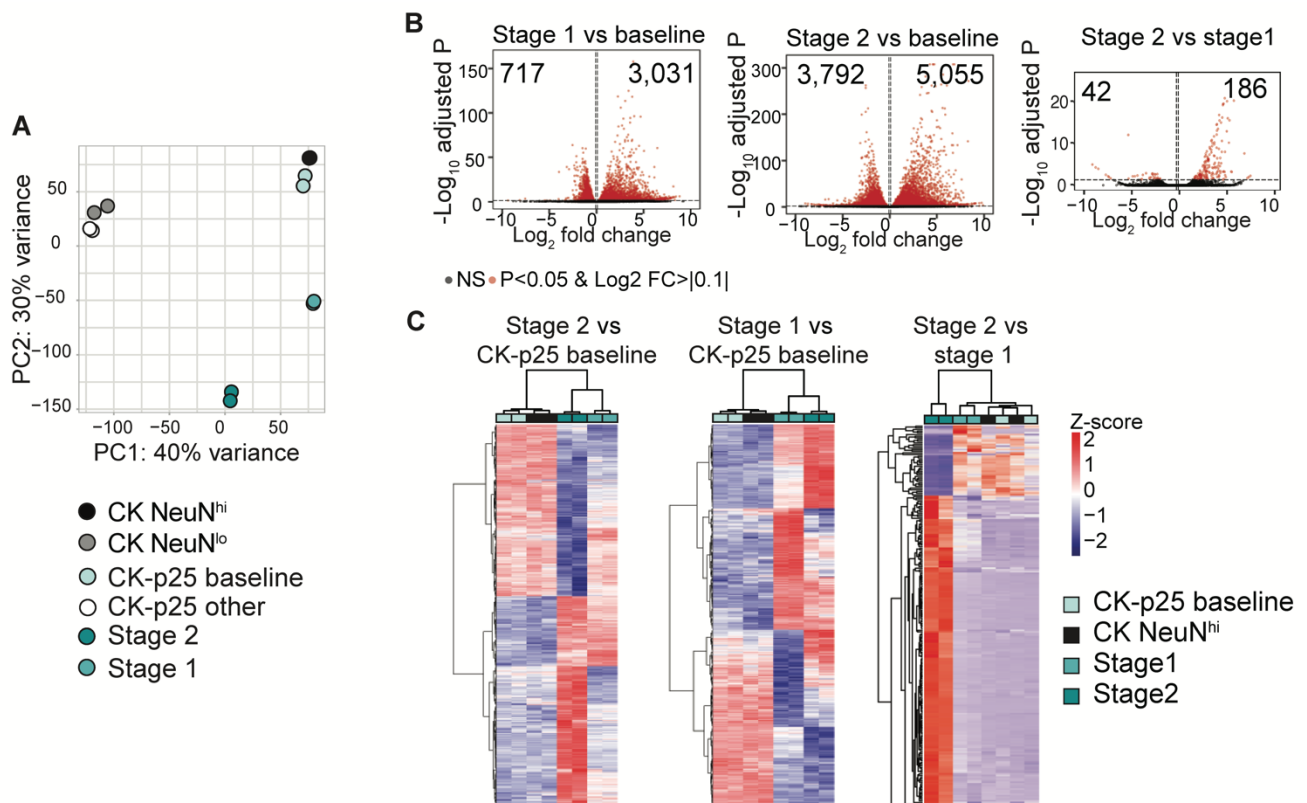 A
PC2: 30% variance
50
0
−50
−100
−150
−100
−50
0
50
PC1: 40% variance
CK NeuNhi
CK NeuNlo
CK-p25 baseline
CK-p25 other
Stage 2
Stage 1
B
Stage 1 vs baseline
-Log10 adjusted P
717
3,031
150
100
50
0
−10
−5
0
5
10
Log2 fold change
Stage 2 vs baseline
-Log10 adjusted P
3,792
5,055
300
200
100
0
−10
−5
0
5
10
Log2 fold change
Stage 2 vs stage1
-Log10 adjusted P
42
186
20
10
0
−10
−5
0
5
10
Log2 fold change
NS P<0.05 & Log2 FC>|0.1|
C
Stage 2 vs
CK-p25 baseline
Stage 1 vs
CK-p25 baseline
Stage 2 vs
stage 1
Z-score
2
1
0
−1
−2
CK-p25 baseline
CK NeuNhi
Stage1
Stage2